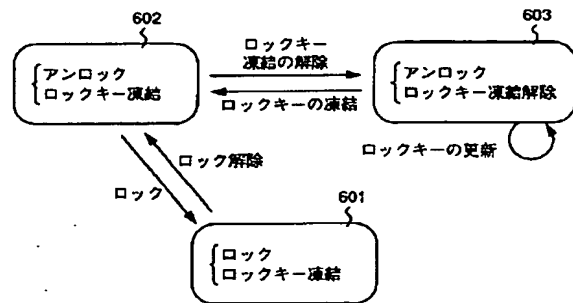 602
アンロック
ロックキー凍結
ロックキー
凍結の解除
ロックキーの凍結
603
アンロック
ロックキー凍結解除
ロックキーの更新
ロック解除
ロック
601
ロック
ロックキー凍結